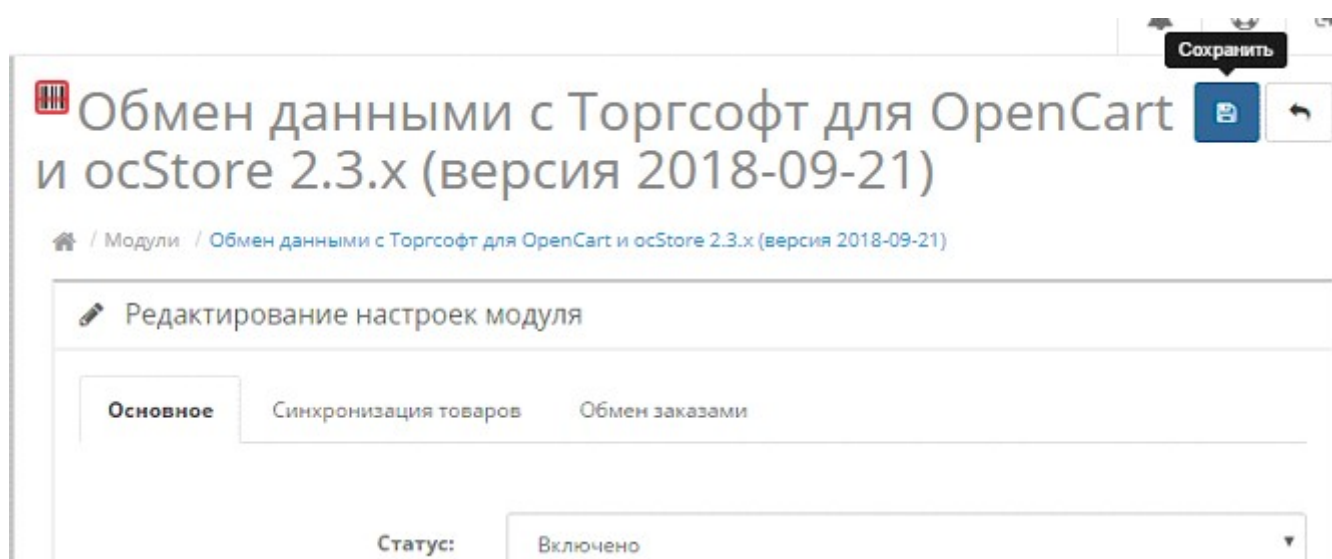 Сохранить
Обмен данными с Торгсофт для OpenCart
и ocStore 2.3.x (версия 2018-09-21)
/ Модули / Обмен данными с Торгсофт для OpenCart и ocStore 2.3.x (версия 2018-09-21)
Редактирование настроек модуля
Основное Синхронизация товаров Обмен заказами
Статус: Включено